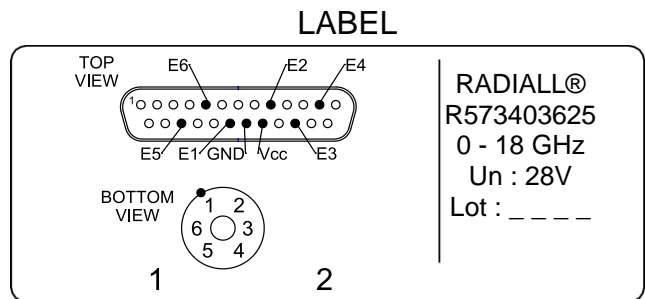 LABEL
TOP
VIEW
E6 E2 E4
1
E5 E1 GND Vcc E3
BOTTOM
VIEW
1 2
6 3
5 4
1 2
RADIALL®
R573403625
0 - 18 GHz
Un : 28V
Lot : _ _ _ _